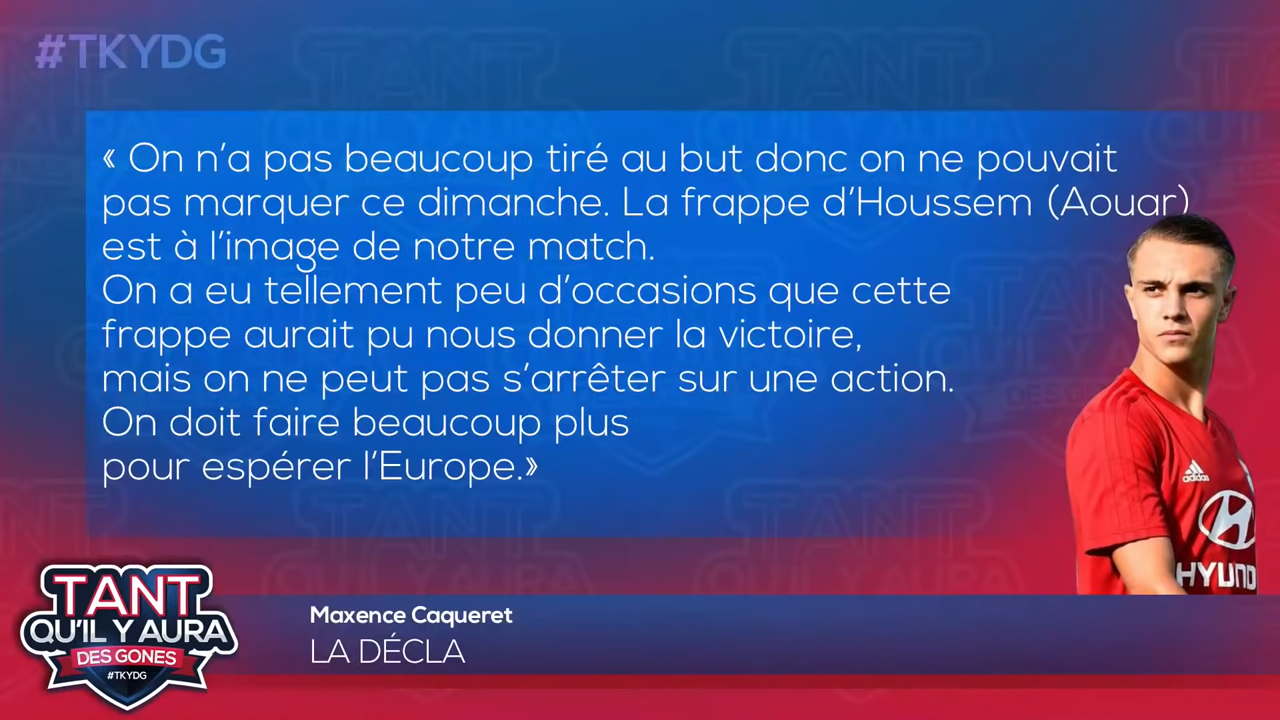 #TKYDG
« On n’a pas beaucoup tiré au but donc on ne pouvait
pas marquer ce dimanche. La frappe d’Houssem (Aouar)
est à l’image de notre match.
On a eu tellement peu d’occasions que cette
frappe aurait pu nous donner la victoire,
mais on ne peut pas s’arrêter sur une action.
On doit faire beaucoup plus
pour espérer l’Europe.»
adidas
HYUND
TANT
QU'IL Y AURA
DES GONES
#TKYDG
Maxence Caqueret
LA DÉCLA